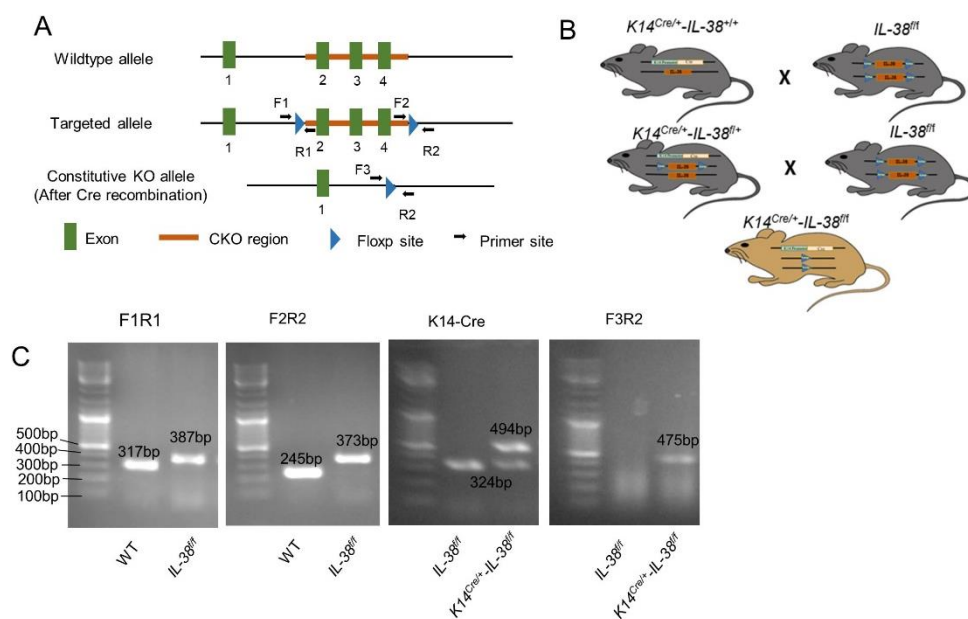 A
Wildtype allele
1 2 3 4
Targeted allele
F1 F2
1 R1 2 3 4 R2
Constitutive KO allele
(After Cre recombination)
F3
1 R2
Exon CKO region Floxp site Primer site
B
K14Cre/+-IL-38+/+ IL-38f/f
X
K14Cre/+-IL-38f/+ IL-38f/f
X
K14Cre/+-IL-38f/f
C
F1R1 F2R2 K14-Cre F3R2
500bp
400bp
300bp
200bp
100bp
317bp 387bp
245bp 373bp
494bp
324bp
475bp
WT IL-38f/f
WT IL-38f/f
IL-38f/f K14Cre/+-IL-38f/f
IL-38f/f K14Cre/+-IL-38f/f